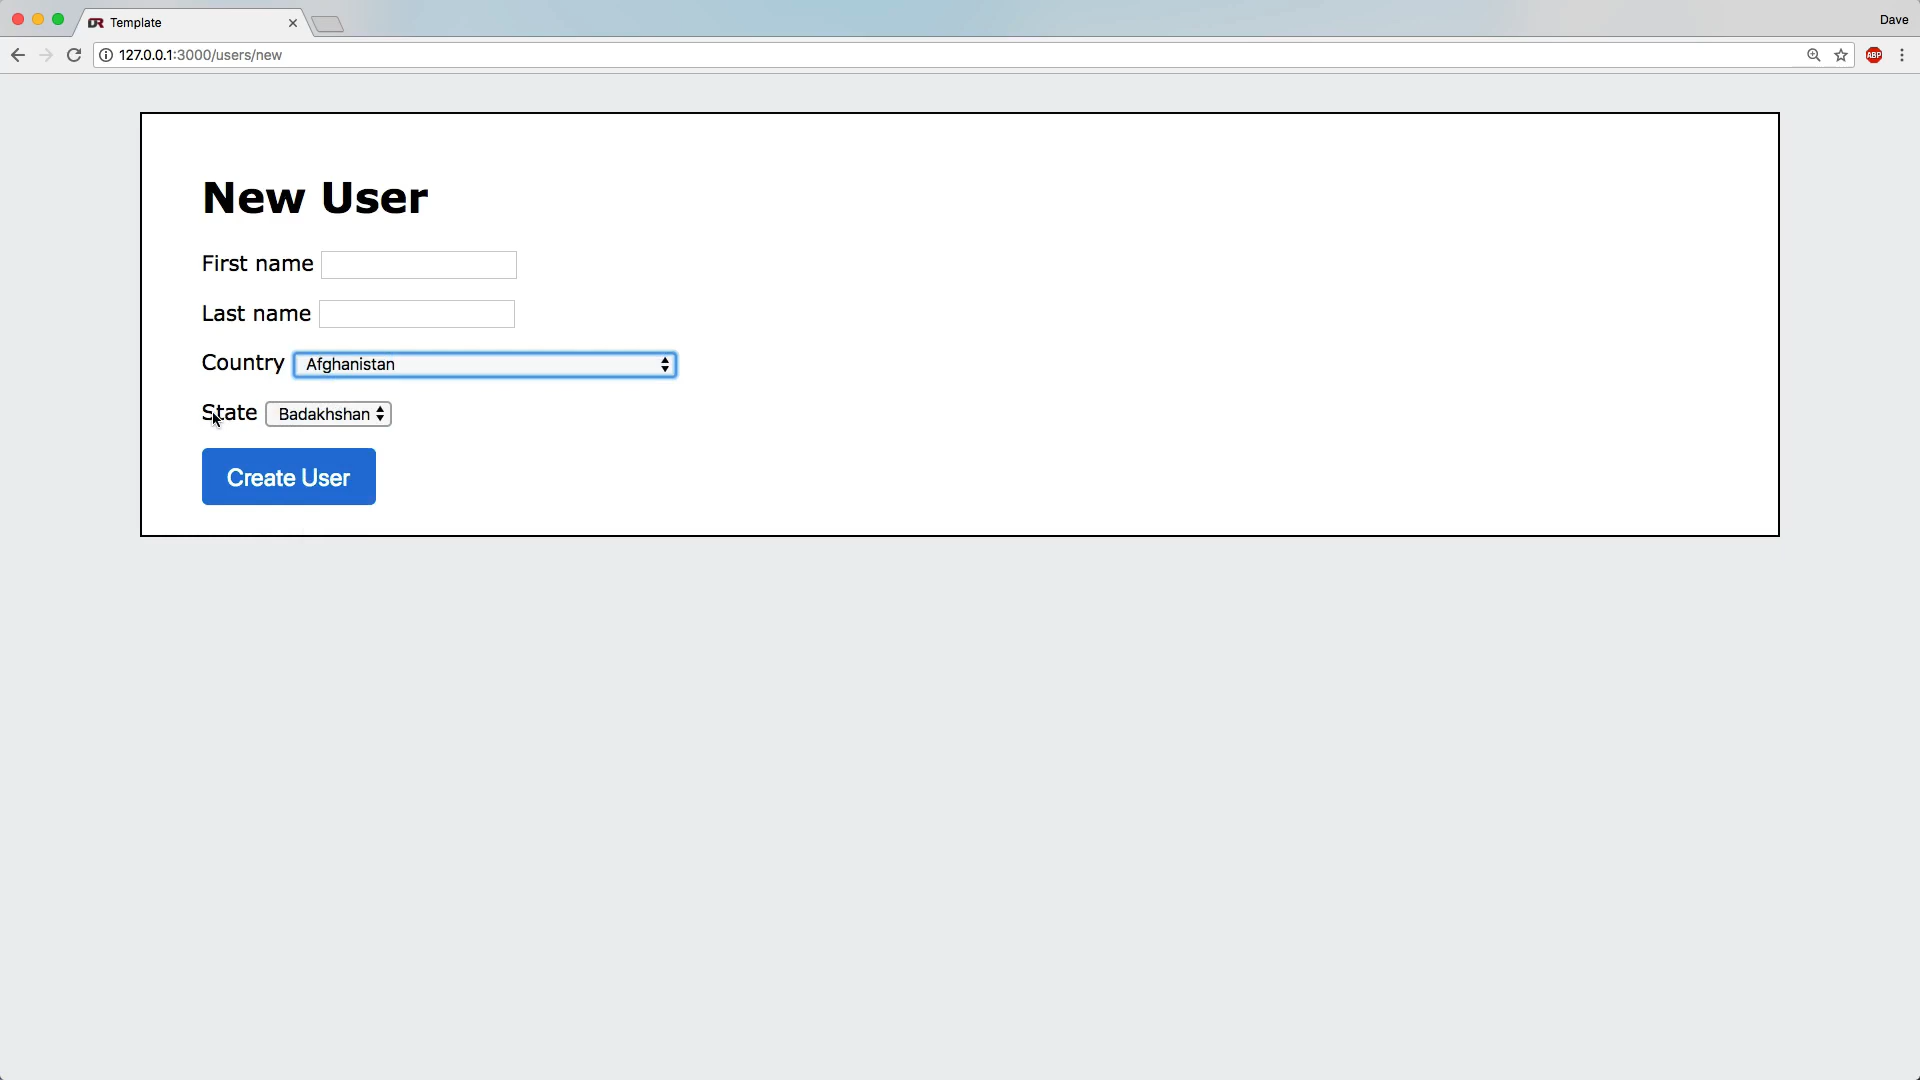 Template
Dave
127.0.0.1:3000/users/new
ABP
New User
First name
Last name
Country Afghanistan
State Badakhshan
Create User